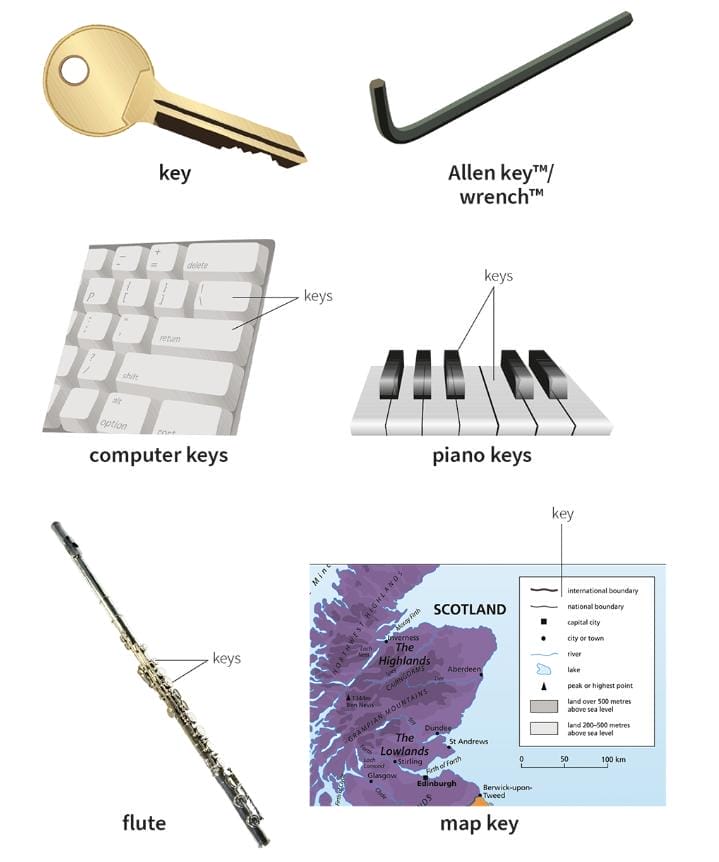 key
Allen key™/
wrench™
keys
− _
+ =
delete
P
{ [
} ]
| \
: ;
" '
return
? /
shift
alt
option
computer keys
keys
piano keys
keys
flute
key
SCOTLAND
NORTHWEST HIGHLANDS
Moray Firth
Inverness
Loch
Ness
The
Highlands
Spey
CAIRNGORMS
Dee
Aberdeen
1344m
Ben Nevis
GRAMPIAN MOUNTAINS
Tay
Dundee
St Andrews
The
Lowlands
Forth
Loch
Lomond
Stirling
Firth of Forth
Glasgow
Edinburgh
Clyde
Berwick-upon-
Tweed
international boundary
national boundary
capital city
city or town
river
lake
peak or highest point
land over 500 metres
above sea level
land 200–500 metres
above sea level
0 50 100 km
map key